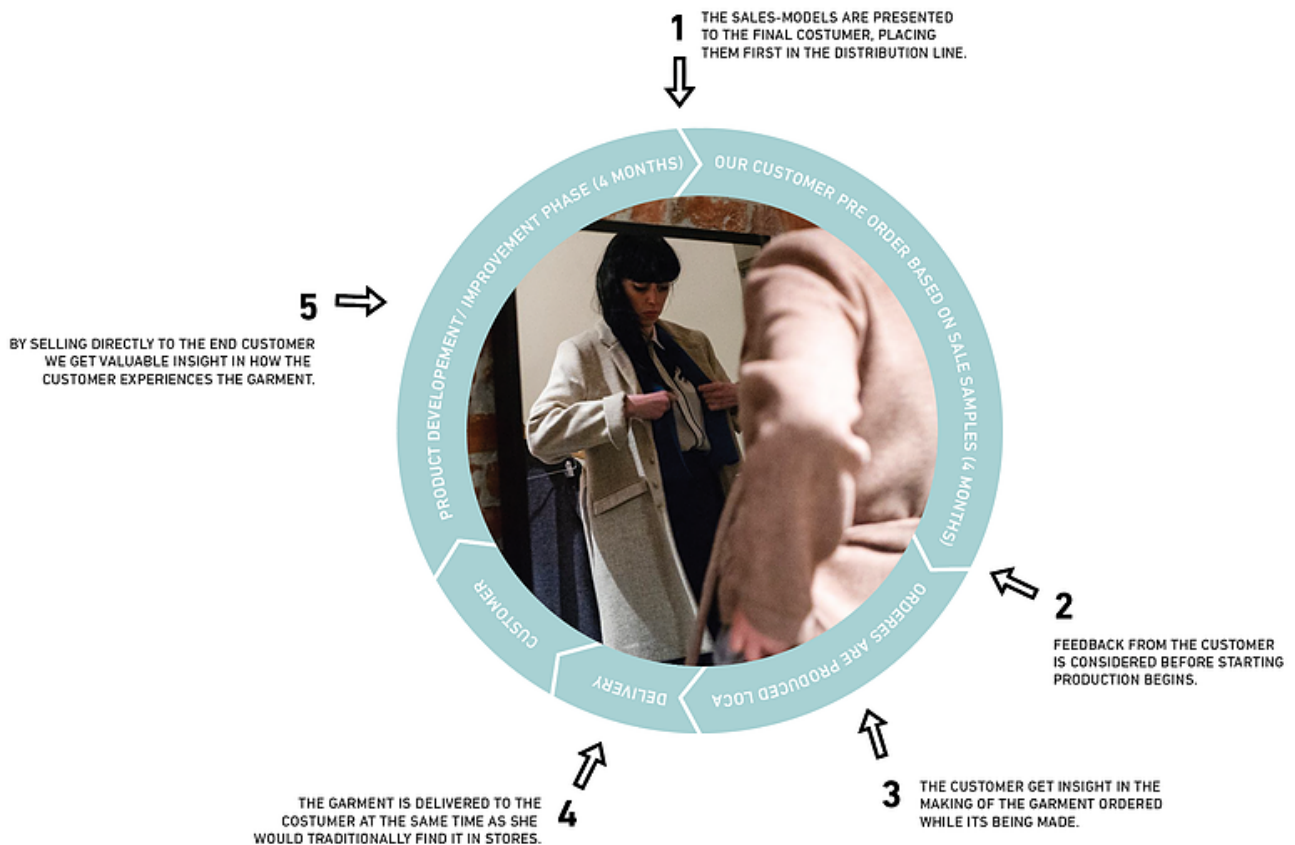 1
THE SALES-MODELS ARE PRESENTED
TO THE FINAL COSTUMER, PLACING
THEM FIRST IN THE DISTRIBUTION LINE.
OUR CUSTOMER PRE ORDER BASED ON SALE SAMPLES (4 MONTHS)
2
FEEDBACK FROM THE CUSTOMER
IS CONSIDERED BEFORE STARTING
PRODUCTION BEGINS.
ORDERES ARE PRODUCED LOCA
3
THE CUSTOMER GET INSIGHT IN THE
MAKING OF THE GARMENT ORDERED
WHILE ITS BEING MADE.
DELIVERY
4
THE GARMENT IS DELIVERED TO THE
COSTUMER AT THE SAME TIME AS SHE
WOULD TRADITIONALLY FIND IT IN STORES.
CUSTOMER
5
BY SELLING DIRECTLY TO THE END CUSTOMER
WE GET VALUABLE INSIGHT IN HOW THE
CUSTOMER EXPERIENCES THE GARMENT.
PRODUCT DEVELOPEMENT/ IMPROVEMENT PHASE (4 MONTHS)